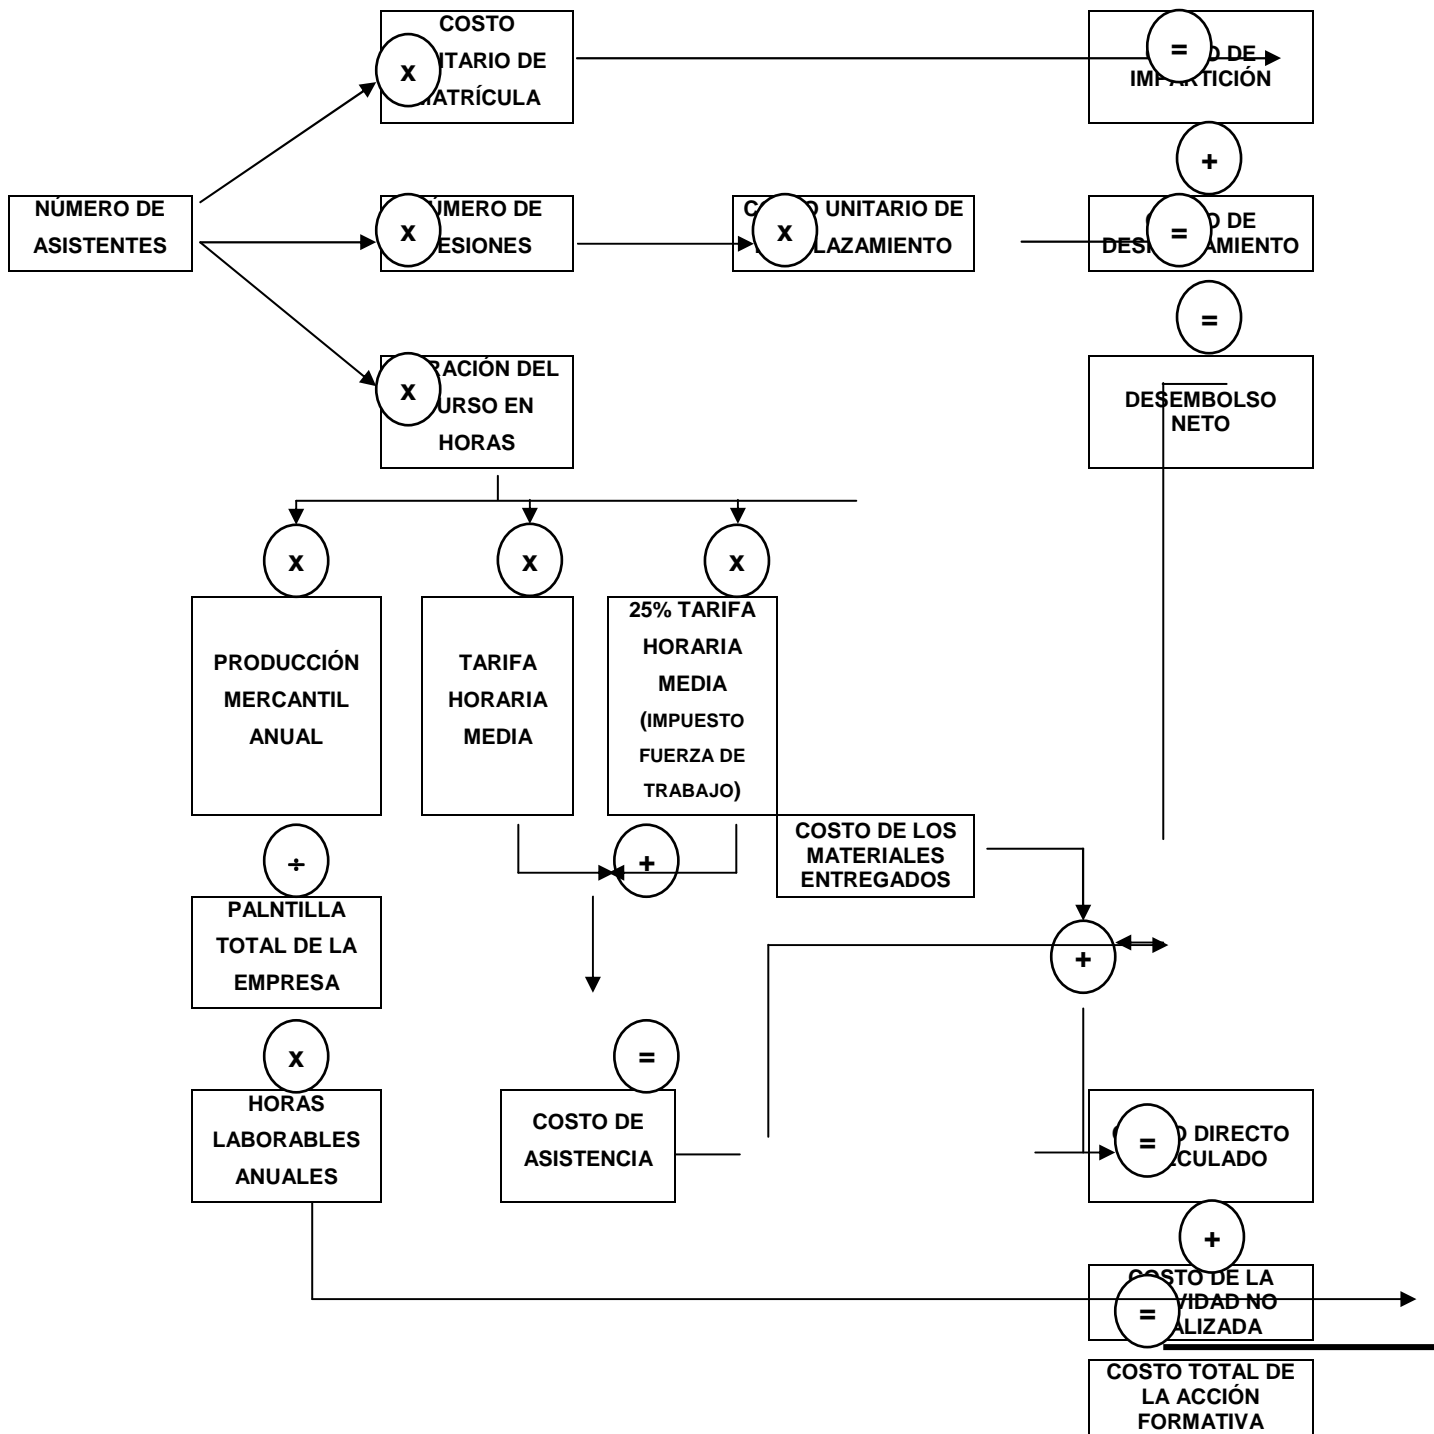 COSTO
ITARIO DE
ATRÍCULA
x
=
O DE
IMPARTICIÓN
+
NÚMERO DE
ASISTENTES
x
ÚMERO DE
ESIONES
x
C O UNITARIO DE
LAZAMIENTO
=
O DE
DES AMIENTO
=
x
RACIÓN DEL
URSO EN
HORAS
DESEMBOLSO
NETO
x
x
x
PRODUCCIÓN
MERCANTIL
ANUAL
TARIFA
HORARIA
MEDIA
25% TARIFA
HORARIA
MEDIA
(IMPUESTO
FUERZA DE
TRABAJO)
÷
+
COSTO DE LOS
MATERIALES
ENTREGADOS
PALNTILLA
TOTAL DE LA
EMPRESA
+
x
=
HORAS
LABORABLES
ANUALES
COSTO DE
ASISTENCIA
=
O DIRECTO
CULADO
+
COSTO DE LA
VIDAD NO
ALIZADA
=
COSTO TOTAL DE
LA ACCIÓN
FORMATIVA